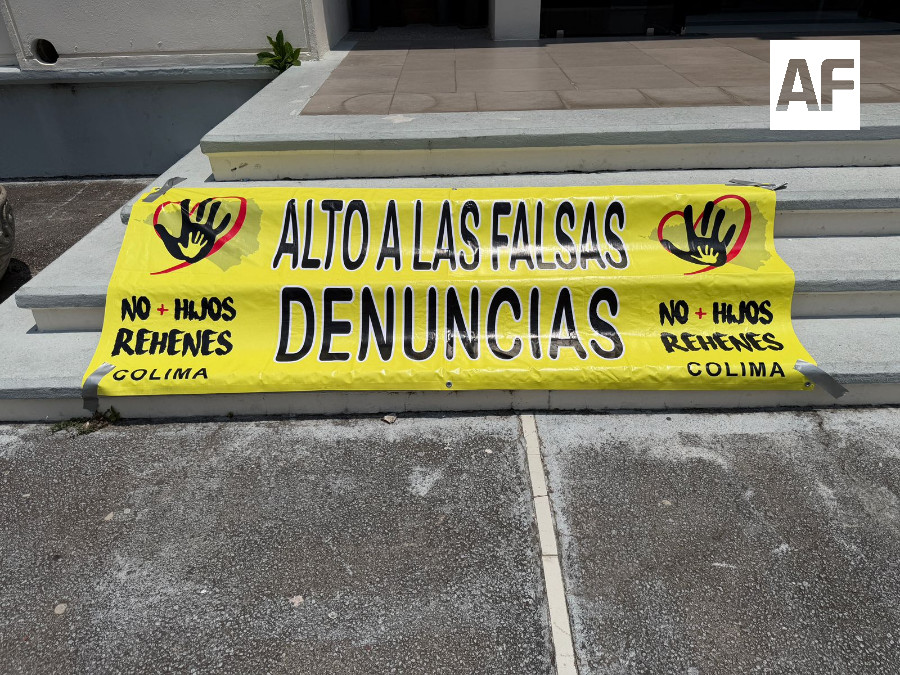 AF
ALTO A LAS FALSAS
DENUNCIAS
NO + HIJOS
REHENES
COLIMA
NO + HIJOS
REHENES
COLIMA